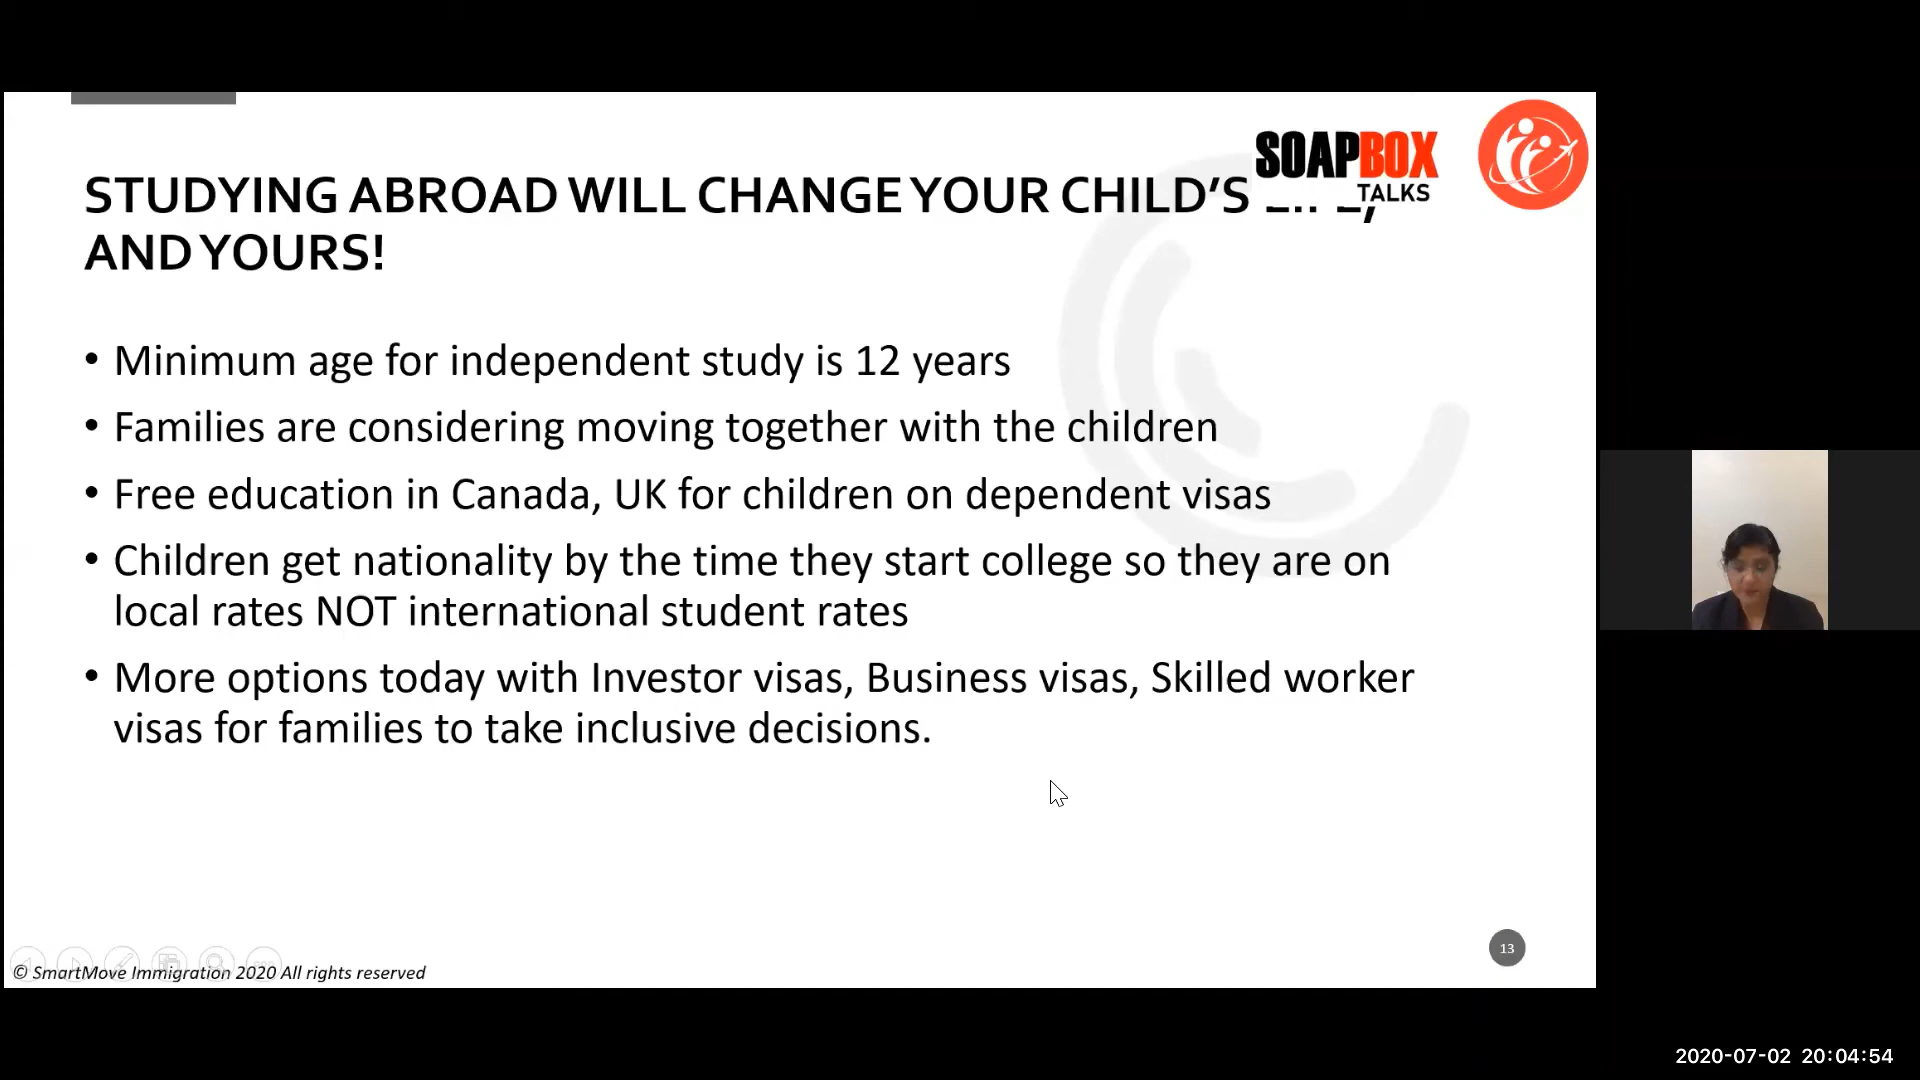 SOAPBOX
TALKS
STUDYING ABROAD WILL CHANGE YOUR CHILD'S
AND YOURS!
• Minimum age for independent study is 12 years
• Families are considering moving together with the children
• Free education in Canada, UK for children on dependent visas
• Children get nationality by the time they start college so they are on
local rates NOT international student rates
• More options today with Investor visas, Business visas, Skilled worker
visas for families to take inclusive decisions.
13
© SmartMove Immigration 2020 All rights reserved
2020-07-02 20:04:54